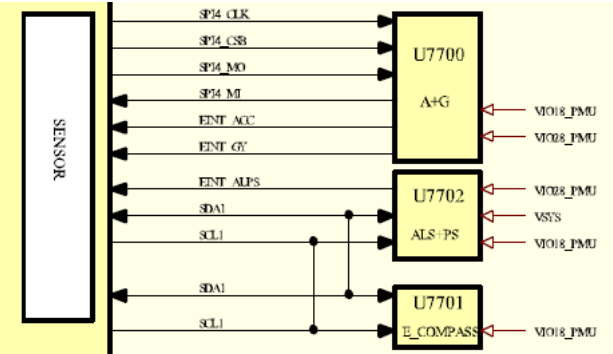 SPI4_CLK
SPI4_CSB
U7700
SPI4_MO
A+G
SPI4_MI
VIO18_PMU
EINT_ACC
VIO28_PMU
SENSOR
EINT_GY
EINT_ALPS
VIO28_PMU
U7702
SDA1
VSYS
SCL1
ALS+PS
VIO18_PMU
SDA1
U7701
SCL1
E_COMPASS
VIO18_PMU